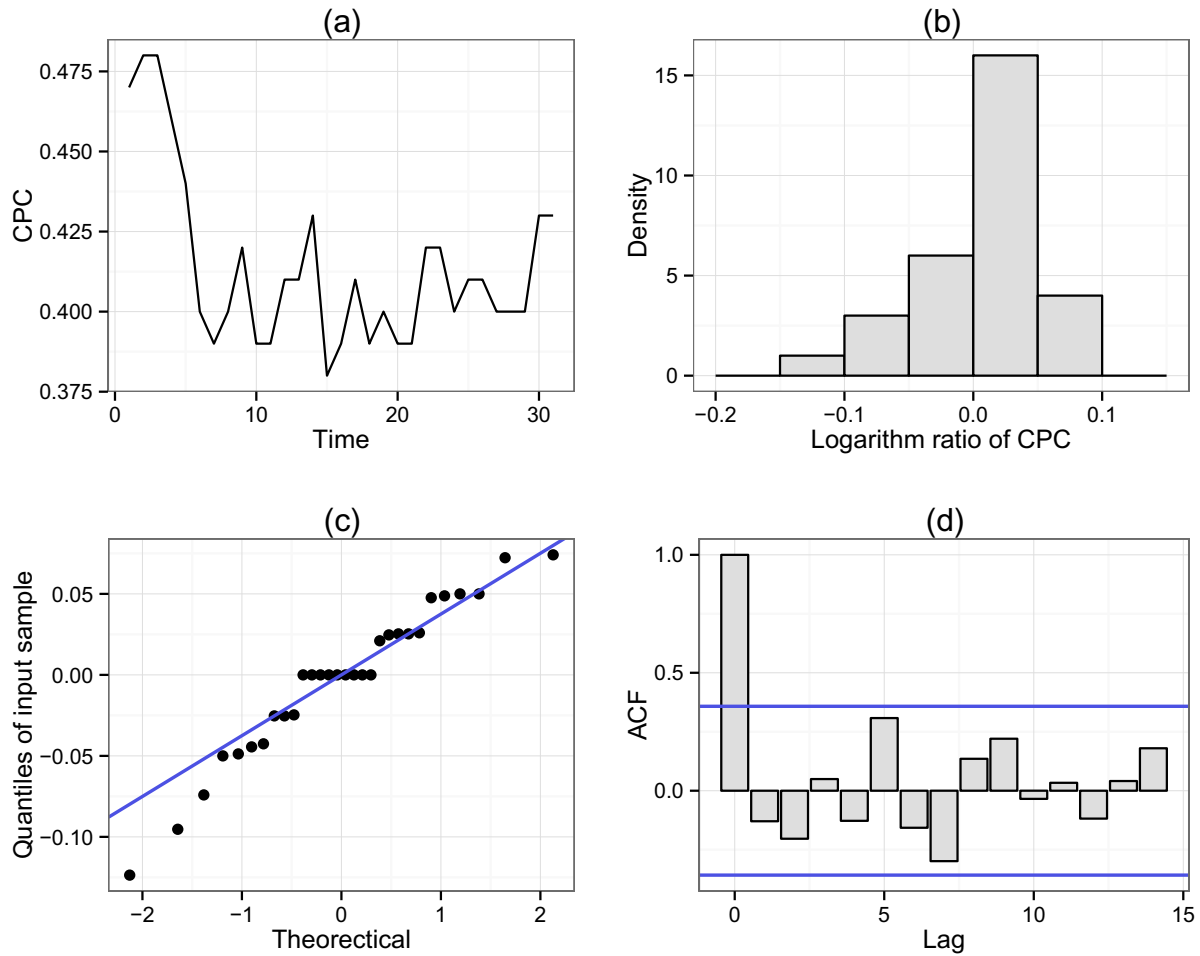 (a)
0.475
0.450
0.425
0.400
0.375
CPC
0 10 20 30
Time
(b)
15
10
5
0
Density
−0.2 −0.1 0.0 0.1
Logarithm ratio of CPC
(c)
0.05
0.00
−0.05
−0.10
Quantiles of input sample
−2 −1 0 1 2
Theorectical
(d)
1.0
0.5
0.0
ACF
0 5 10 15
Lag